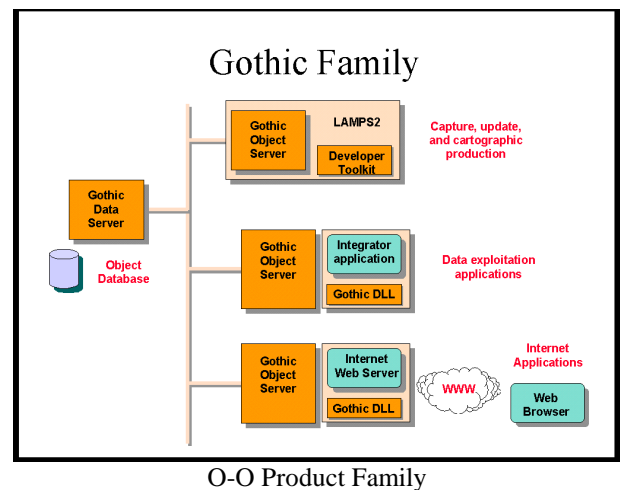 Gothic Family
Gothic
Object
Server
LAMPS2
Developer
Toolkit
Capture, update,
and cartographic
production
Gothic
Data
Server
Object
Database
Gothic
Object
Server
Integrator
application
Gothic DLL
Data exploitation
applications
Gothic
Object
Server
Internet
Web Server
Gothic DLL
WWW
Internet
Applications
Web
Browser
O-O Product Family